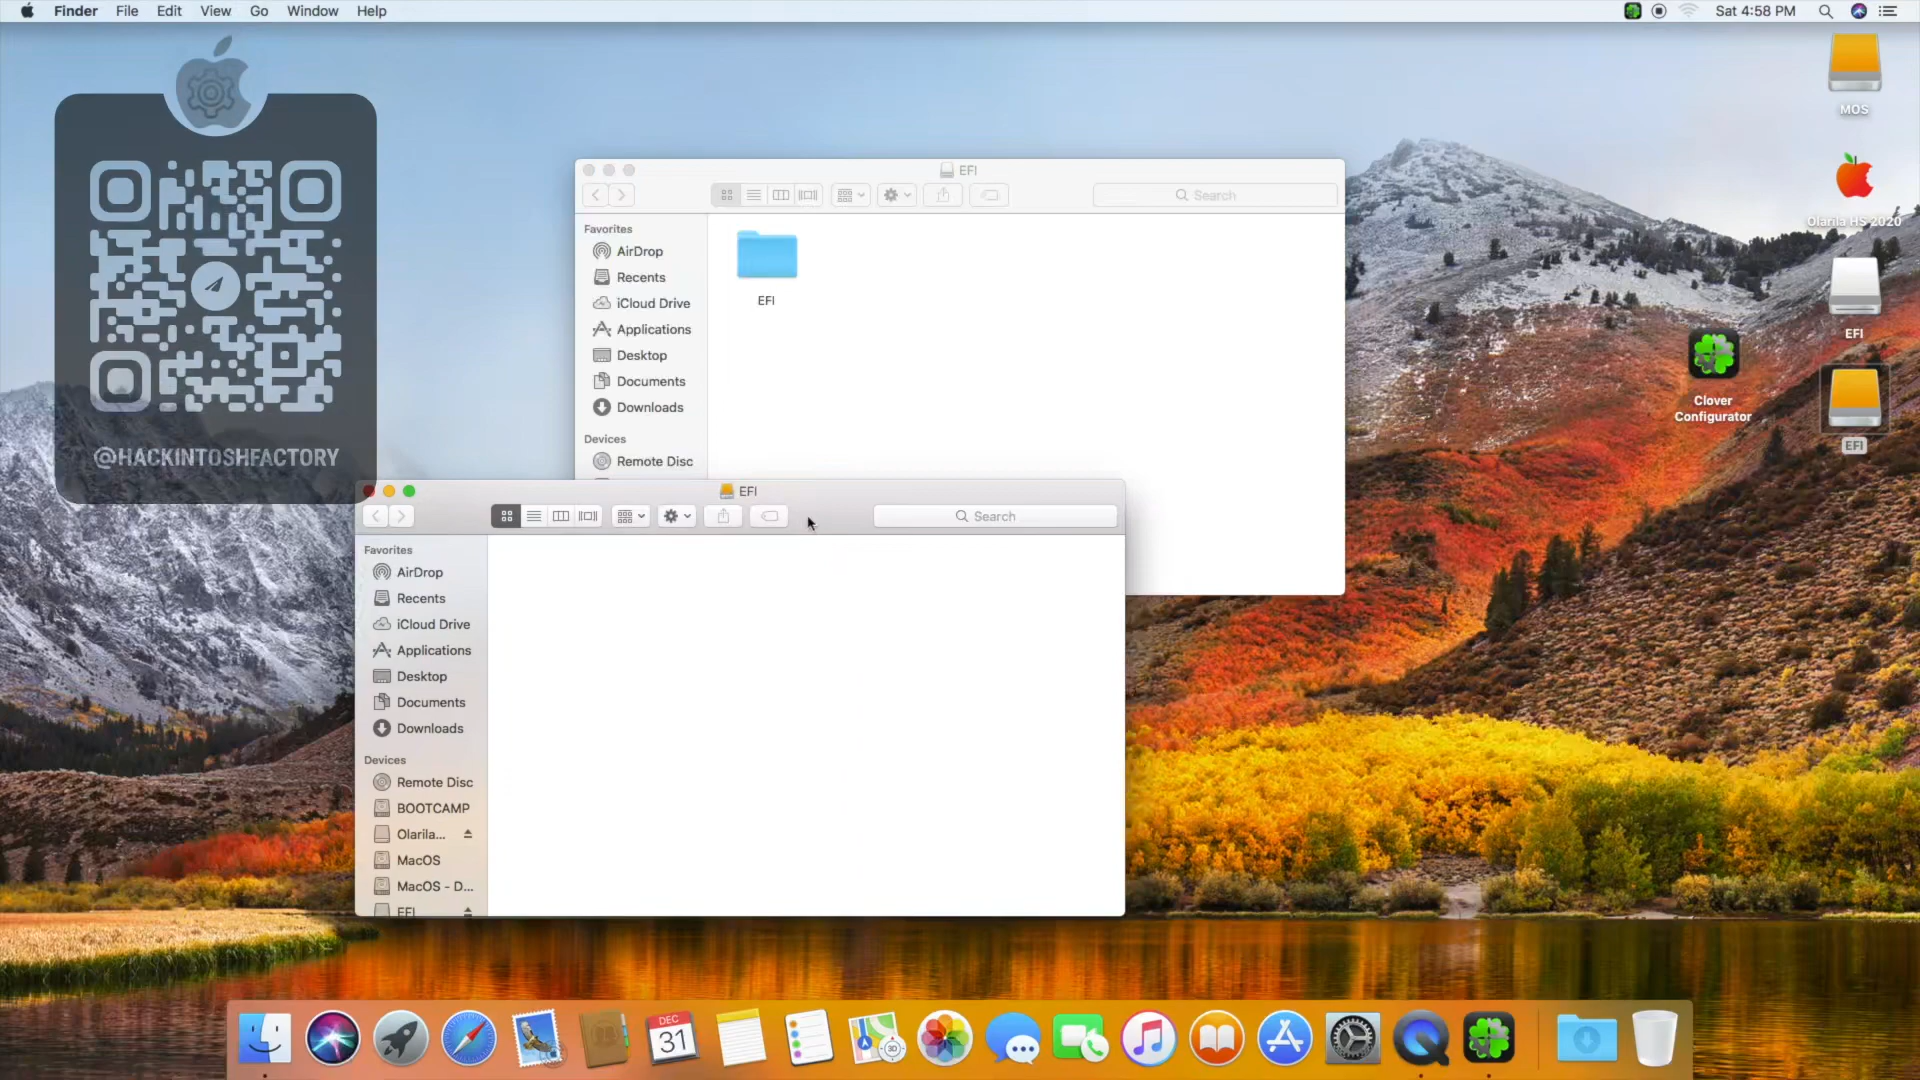 Finder File Edit View Go Window Help
Sat 4:58 PM
MOS
Olarila HS 2020
EFI
Clover
Configurator
EFI
@HACKINTOSHFACTORY
EFI
Search
Favorites
AirDrop
Recents
iCloud Drive
Applications
Desktop
Documents
Downloads
Devices
Remote Disc
EFI
EFI
Search
Favorites
AirDrop
Recents
iCloud Drive
Applications
Desktop
Documents
Downloads
Devices
Remote Disc
BOOTCAMP
Olarila...
MacOS
MacOS - D...
EFI
DEC
31
3D